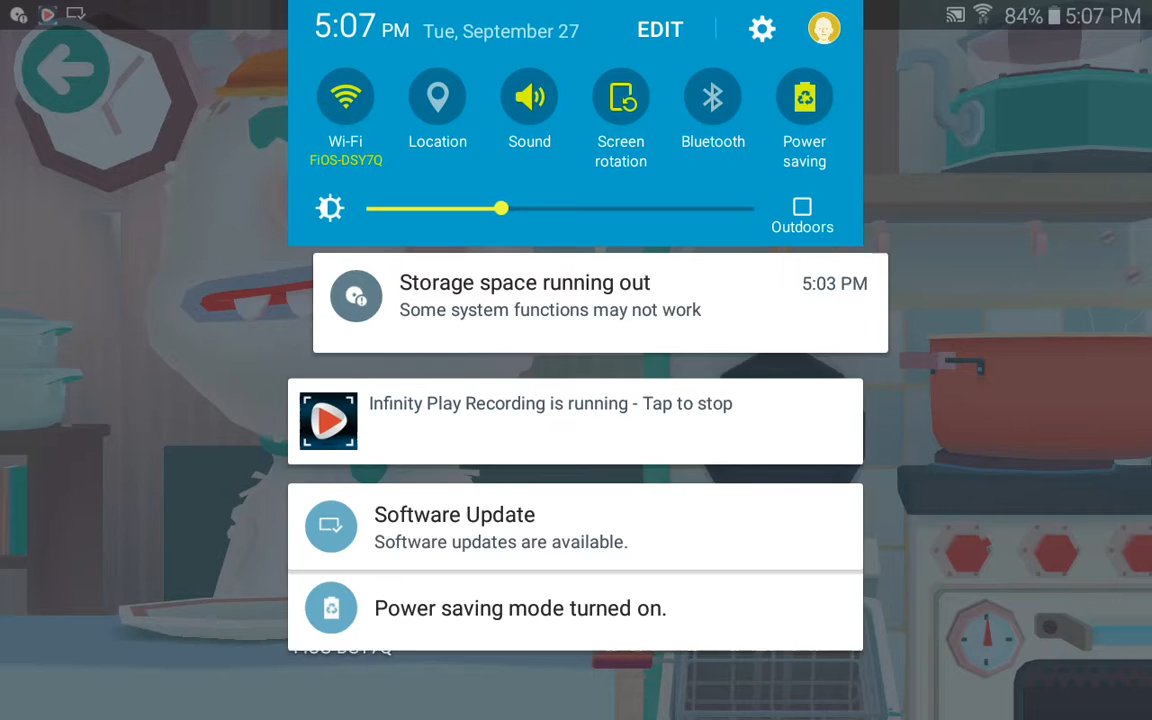 84% 5:07 PM
5:07 PM Tue, September 27 EDIT
Wi-Fi
FiOS-DSY7Q
Location
Sound
Screen
rotation
Bluetooth
Power
saving
Outdoors
Storage space running out 5:03 PM
Some system functions may not work
Infinity Play Recording is running - Tap to stop
Software Update
Software updates are available.
Power saving mode turned on.
FiOS-DSY7Q